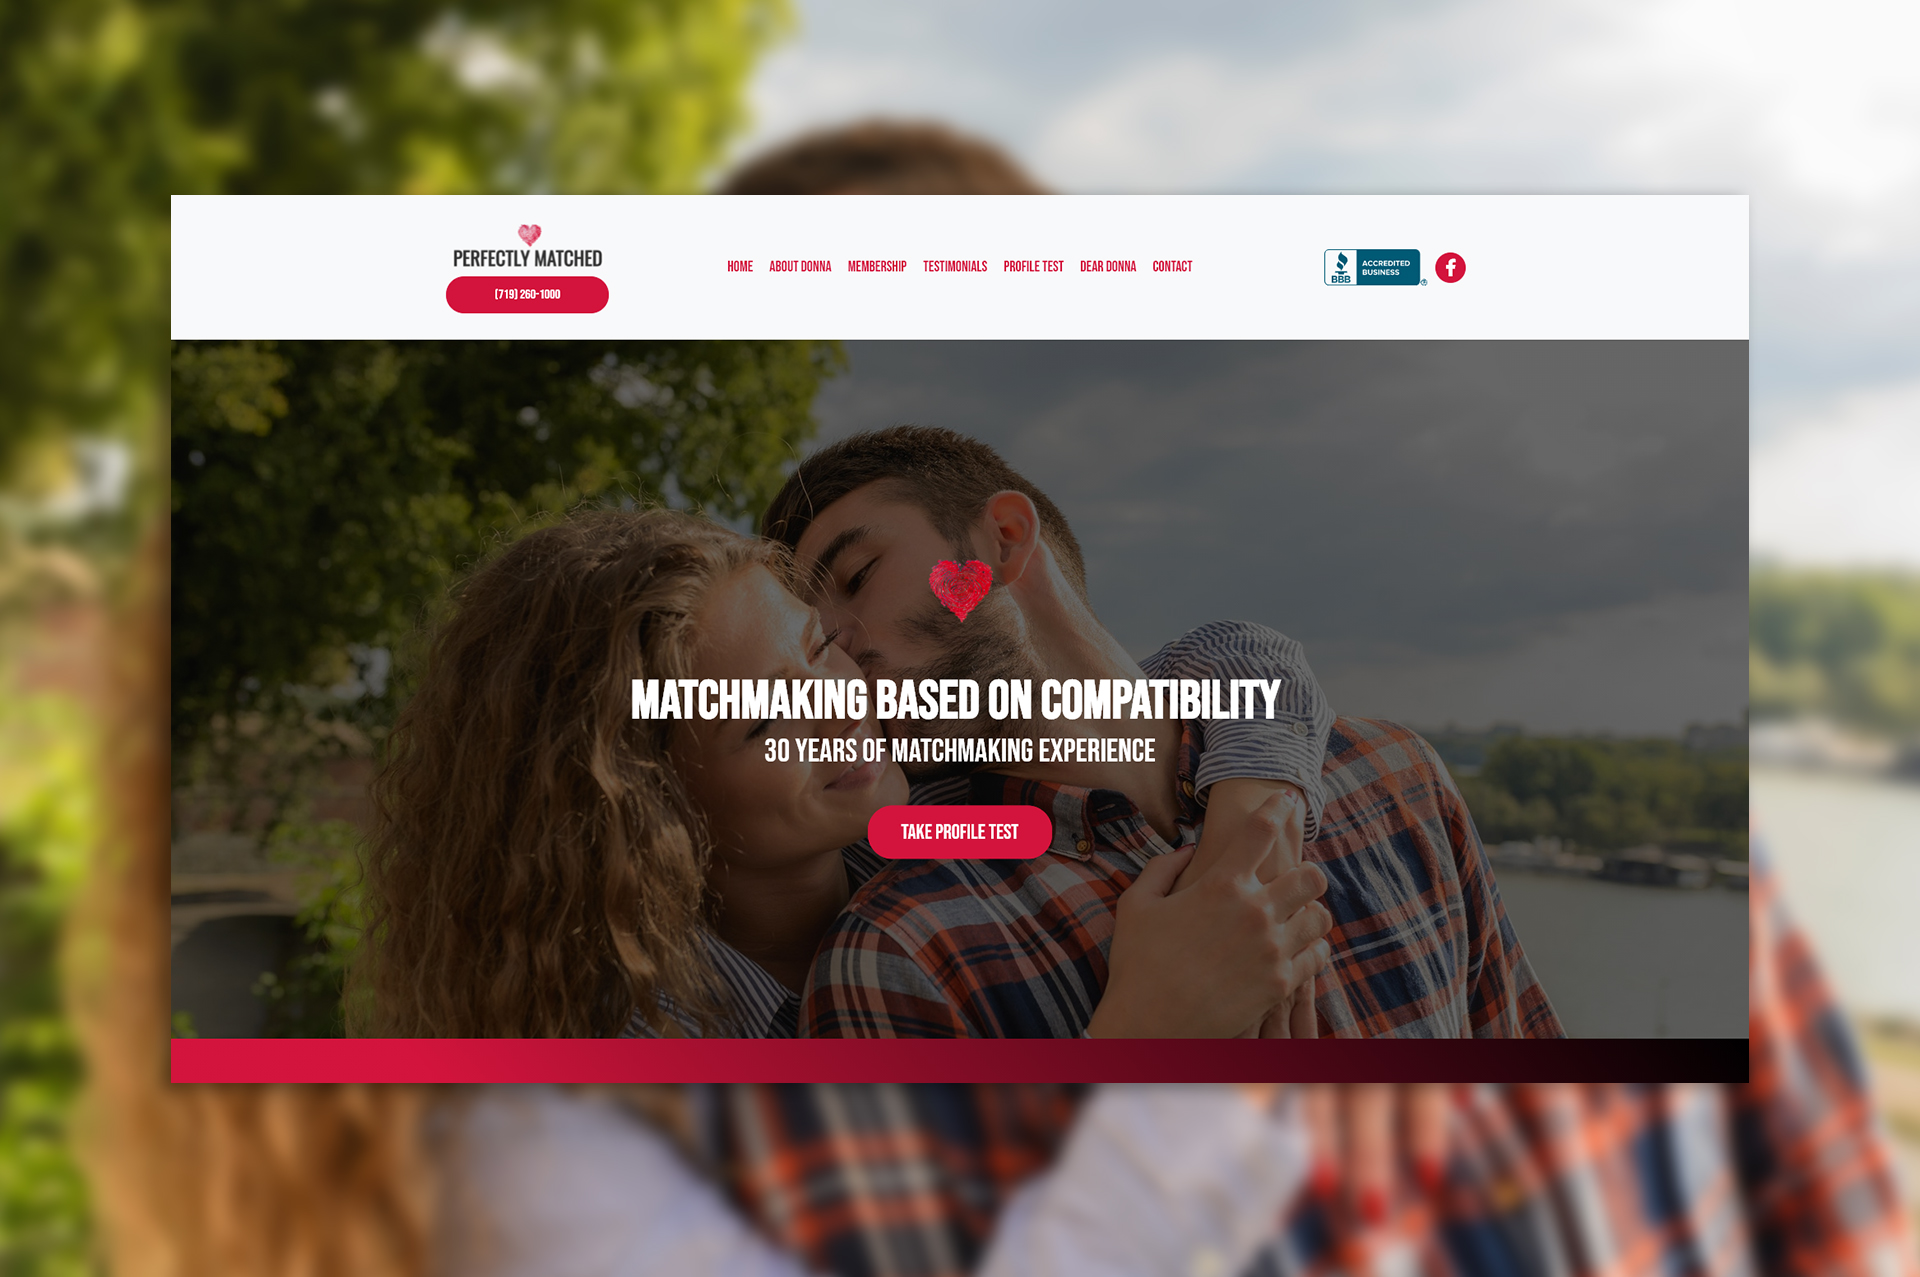 PERFECTLY MATCHED
(719) 260-1000
HOME ABOUT DONNA MEMBERSHIP TESTIMONIALS PROFILE TEST DEAR DONNA CONTACT
BBB
ACCREDITED
BUSINESS
®
f
MATCHMAKING BASED ON COMPATIBILITY
30 YEARS OF MATCHMAKING EXPERIENCE
TAKE PROFILE TEST